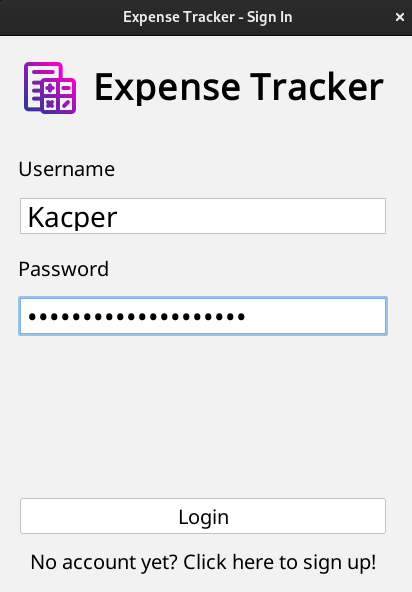 Expense Tracker - Sign In
Expense Tracker
Username
Kacper
Password
••••••••••••••••••••
Login
No account yet? Click here to sign up!